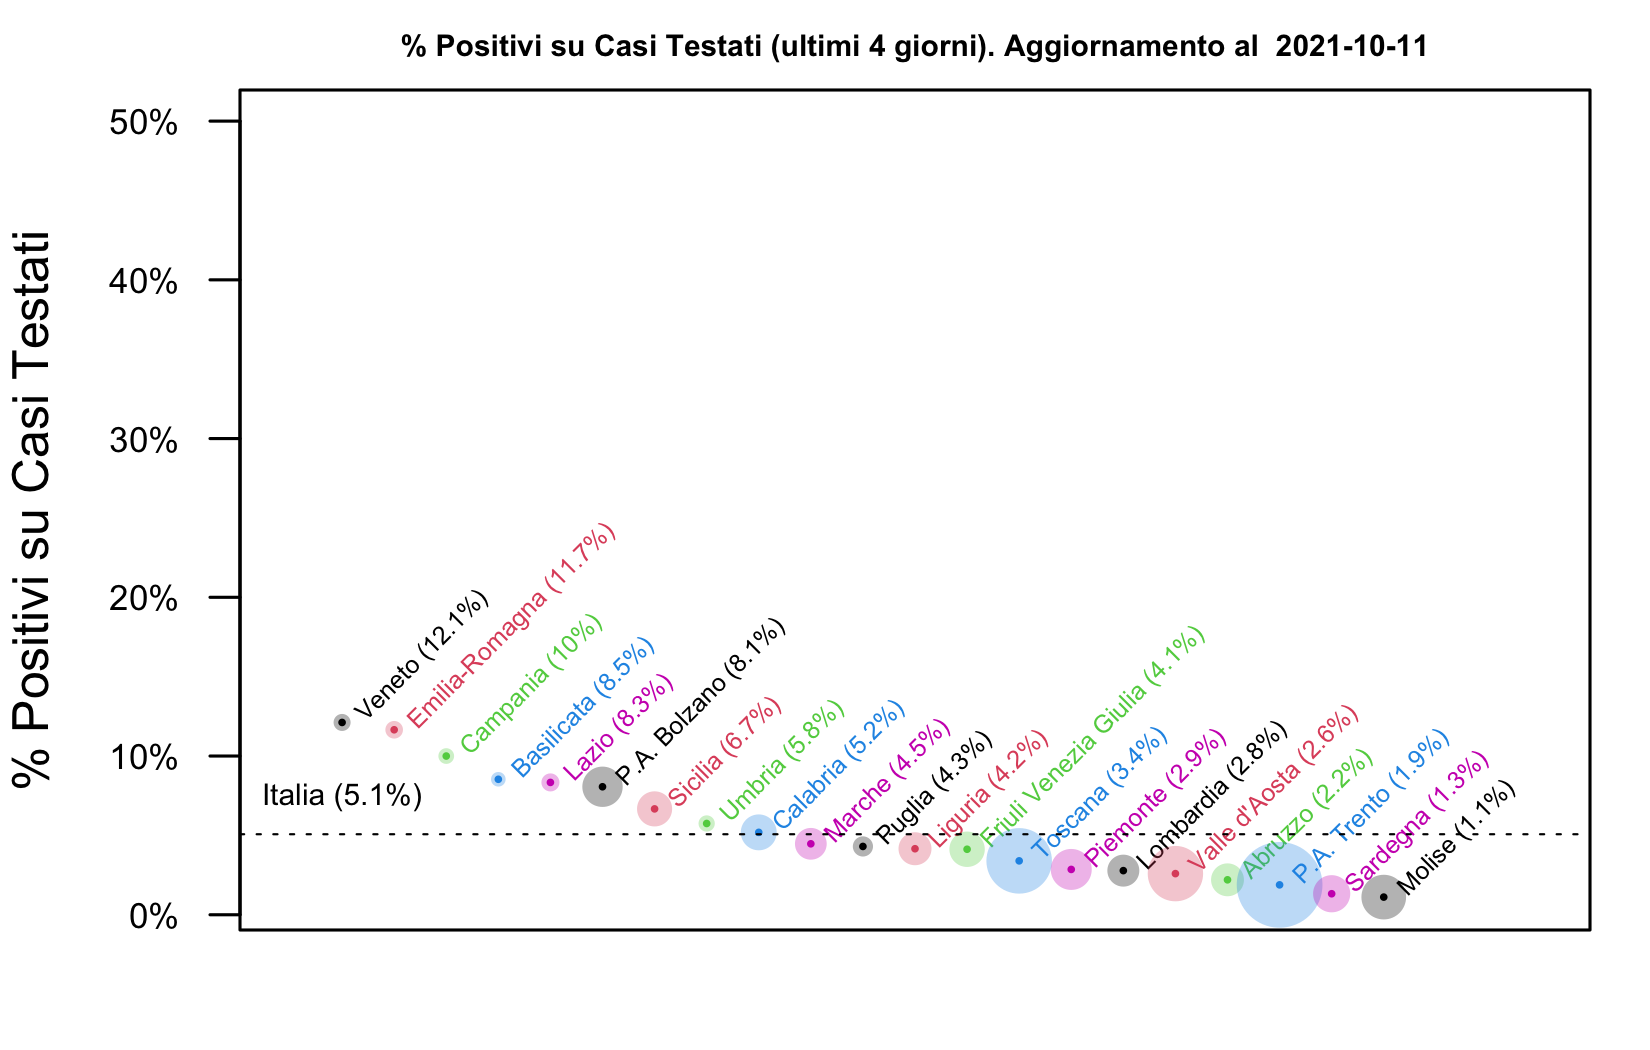 % Positivi su Casi Testati (ultimi 4 giorni). Aggiornamento al  2021-10-11
% Positivi su Casi Testati
50%
40%
30%
20%
10%
0%
Italia (5.1%)
Veneto (12.1%)
Emilia-Romagna (11.7%)
Campania (10%)
Basilicata (8.5%)
Lazio (8.3%)
P.A. Bolzano (8.1%)
Sicilia (6.7%)
Umbria (5.8%)
Calabria (5.2%)
Marche (4.5%)
Puglia (4.3%)
Liguria (4.2%)
Friuli Venezia Giulia (4.1%)
Toscana (3.4%)
Piemonte (2.9%)
Lombardia (2.8%)
Valle d'Aosta (2.6%)
Abruzzo (2.2%)
P.A. Trento (1.9%)
Sardegna (1.3%)
Molise (1.1%)